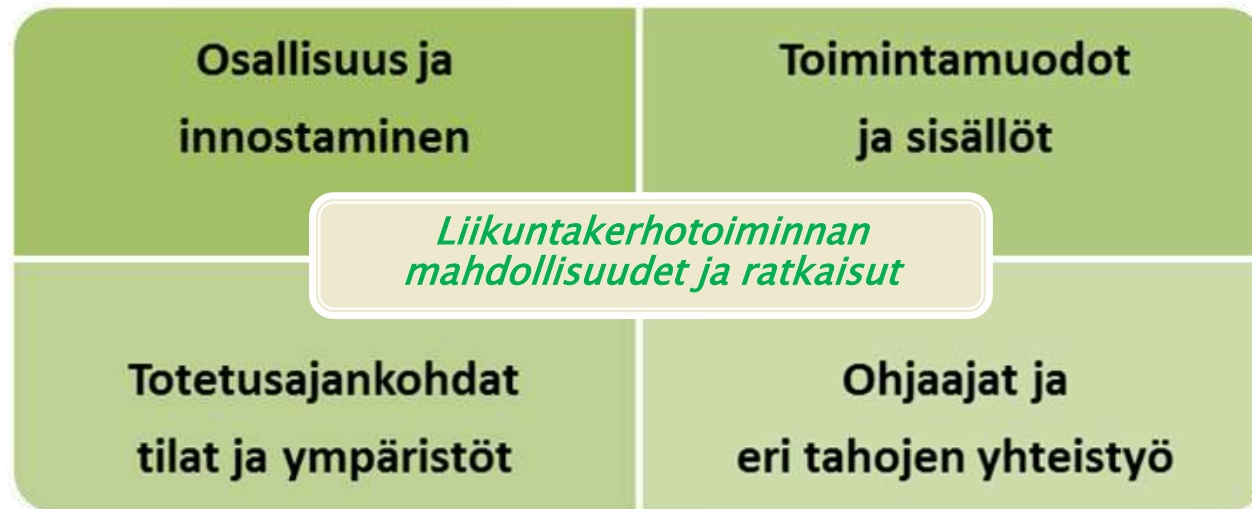 Osallisuus ja
innostaminen
Toimintamuodot
ja sisällöt
Liikuntakerhotoiminnan
mahdollisuudet ja ratkaisut
Totetusajankohdat
tilat ja ympäristöt
Ohjaajat ja
eri tahojen yhteistyö